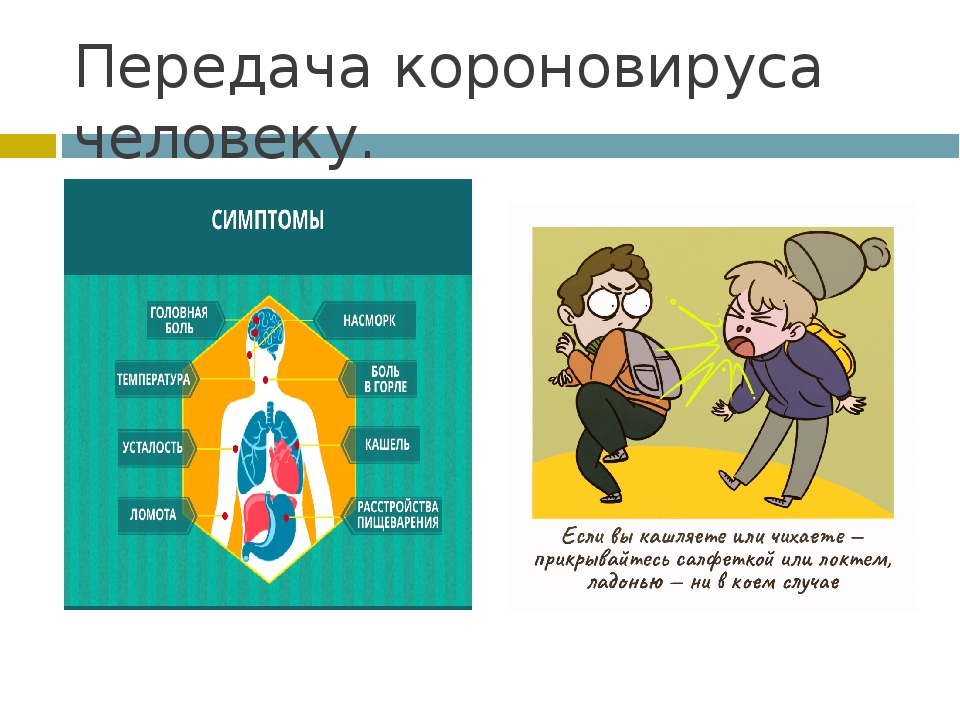 Передача короновируса
человеку.
СИМПТОМЫ
ГОЛОВНАЯ
БОЛЬ
НАСМОРК
ТЕМПЕРАТУРА
БОЛЬ
В ГОРЛЕ
УСТАЛОСТЬ
КАШЕЛЬ
ЛОМОТА
РАССТРОЙСТВА
ПИЩЕВАРЕНИЯ
Если вы кашляете или чихаете —
прикрывайтесь салфеткой или локтем,
ладонью — ни в коем случае